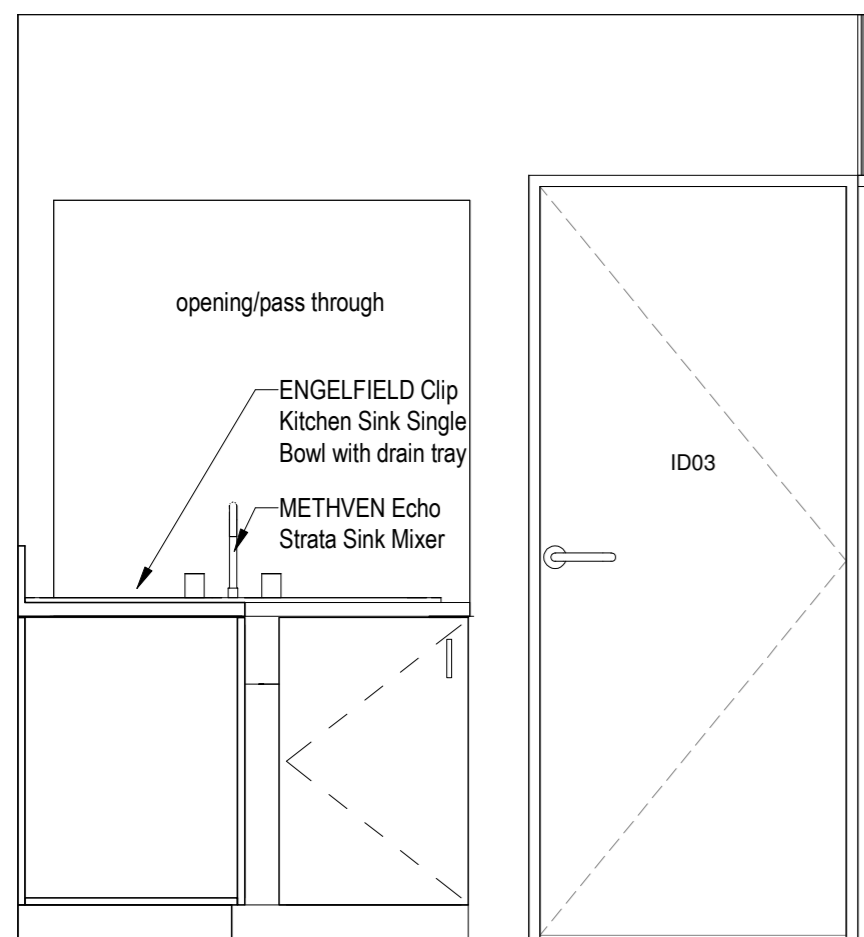 opening/pass through
ENGELFIELD Clip
Kitchen Sink Single
Bowl with drain tray
METHVEN Echo
Strata Sink Mixer
ID03